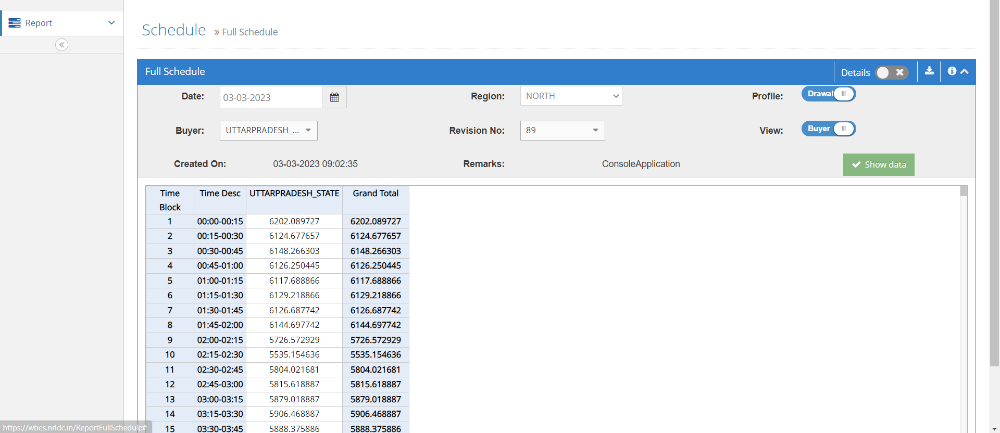 Report
Schedule » Full Schedule
Full Schedule Details
Date: 03-03-2023 Region: NORTH Profile: Drawal
Buyer: UTTARPRADESH_... Revision No: 89 View: Buyer
Created On: 03-03-2023 09:02:35 Remarks: ConsoleApplication Show data
Time Block Time Desc UTTARPRADESH_STATE Grand Total
1 00:00-00:15 6202.089727 6202.089727
2 00:15-00:30 6124.677657 6124.677657
3 00:30-00:45 6148.266303 6148.266303
4 00:45-01:00 6126.250445 6126.250445
5 01:00-01:15 6117.688866 6117.688866
6 01:15-01:30 6129.218866 6129.218866
7 01:30-01:45 6126.687742 6126.687742
8 01:45-02:00 6144.697742 6144.697742
9 02:00-02:15 5726.572929 5726.572929
10 02:15-02:30 5535.154636 5535.154636
11 02:30-02:45 5804.021681 5804.021681
12 02:45-03:00 5815.618887 5815.618887
13 03:00-03:15 5879.018887 5879.018887
14 03:15-03:30 5906.468887 5906.468887
15 03:30-03:45 5888.375886 5888.375886
https://wbes.nrldc.in/ReportFullSchedule#